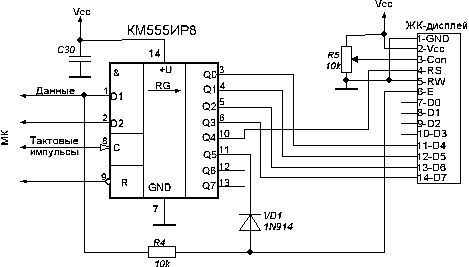 Vcc
КМ555ИР8
Vcc
ЖК-дисплей
C30
14
+U
&
RG
R5
10k
1-GND
2-Vcc
3-Con
4-RS
5-RW
6-E
7-D0
8-D1
9-D2
10-D3
11-D4
12-D5
13-D6
14-D7
Данные
1
D1
2
D2
МК
Тактовые
импульсы
8
C
9
R
GND
7
Q0
3
Q1
4
Q2
5
Q3
6
Q4
10
Q5
11
Q6
12
Q7
13
VD1
1N914
R4
10k